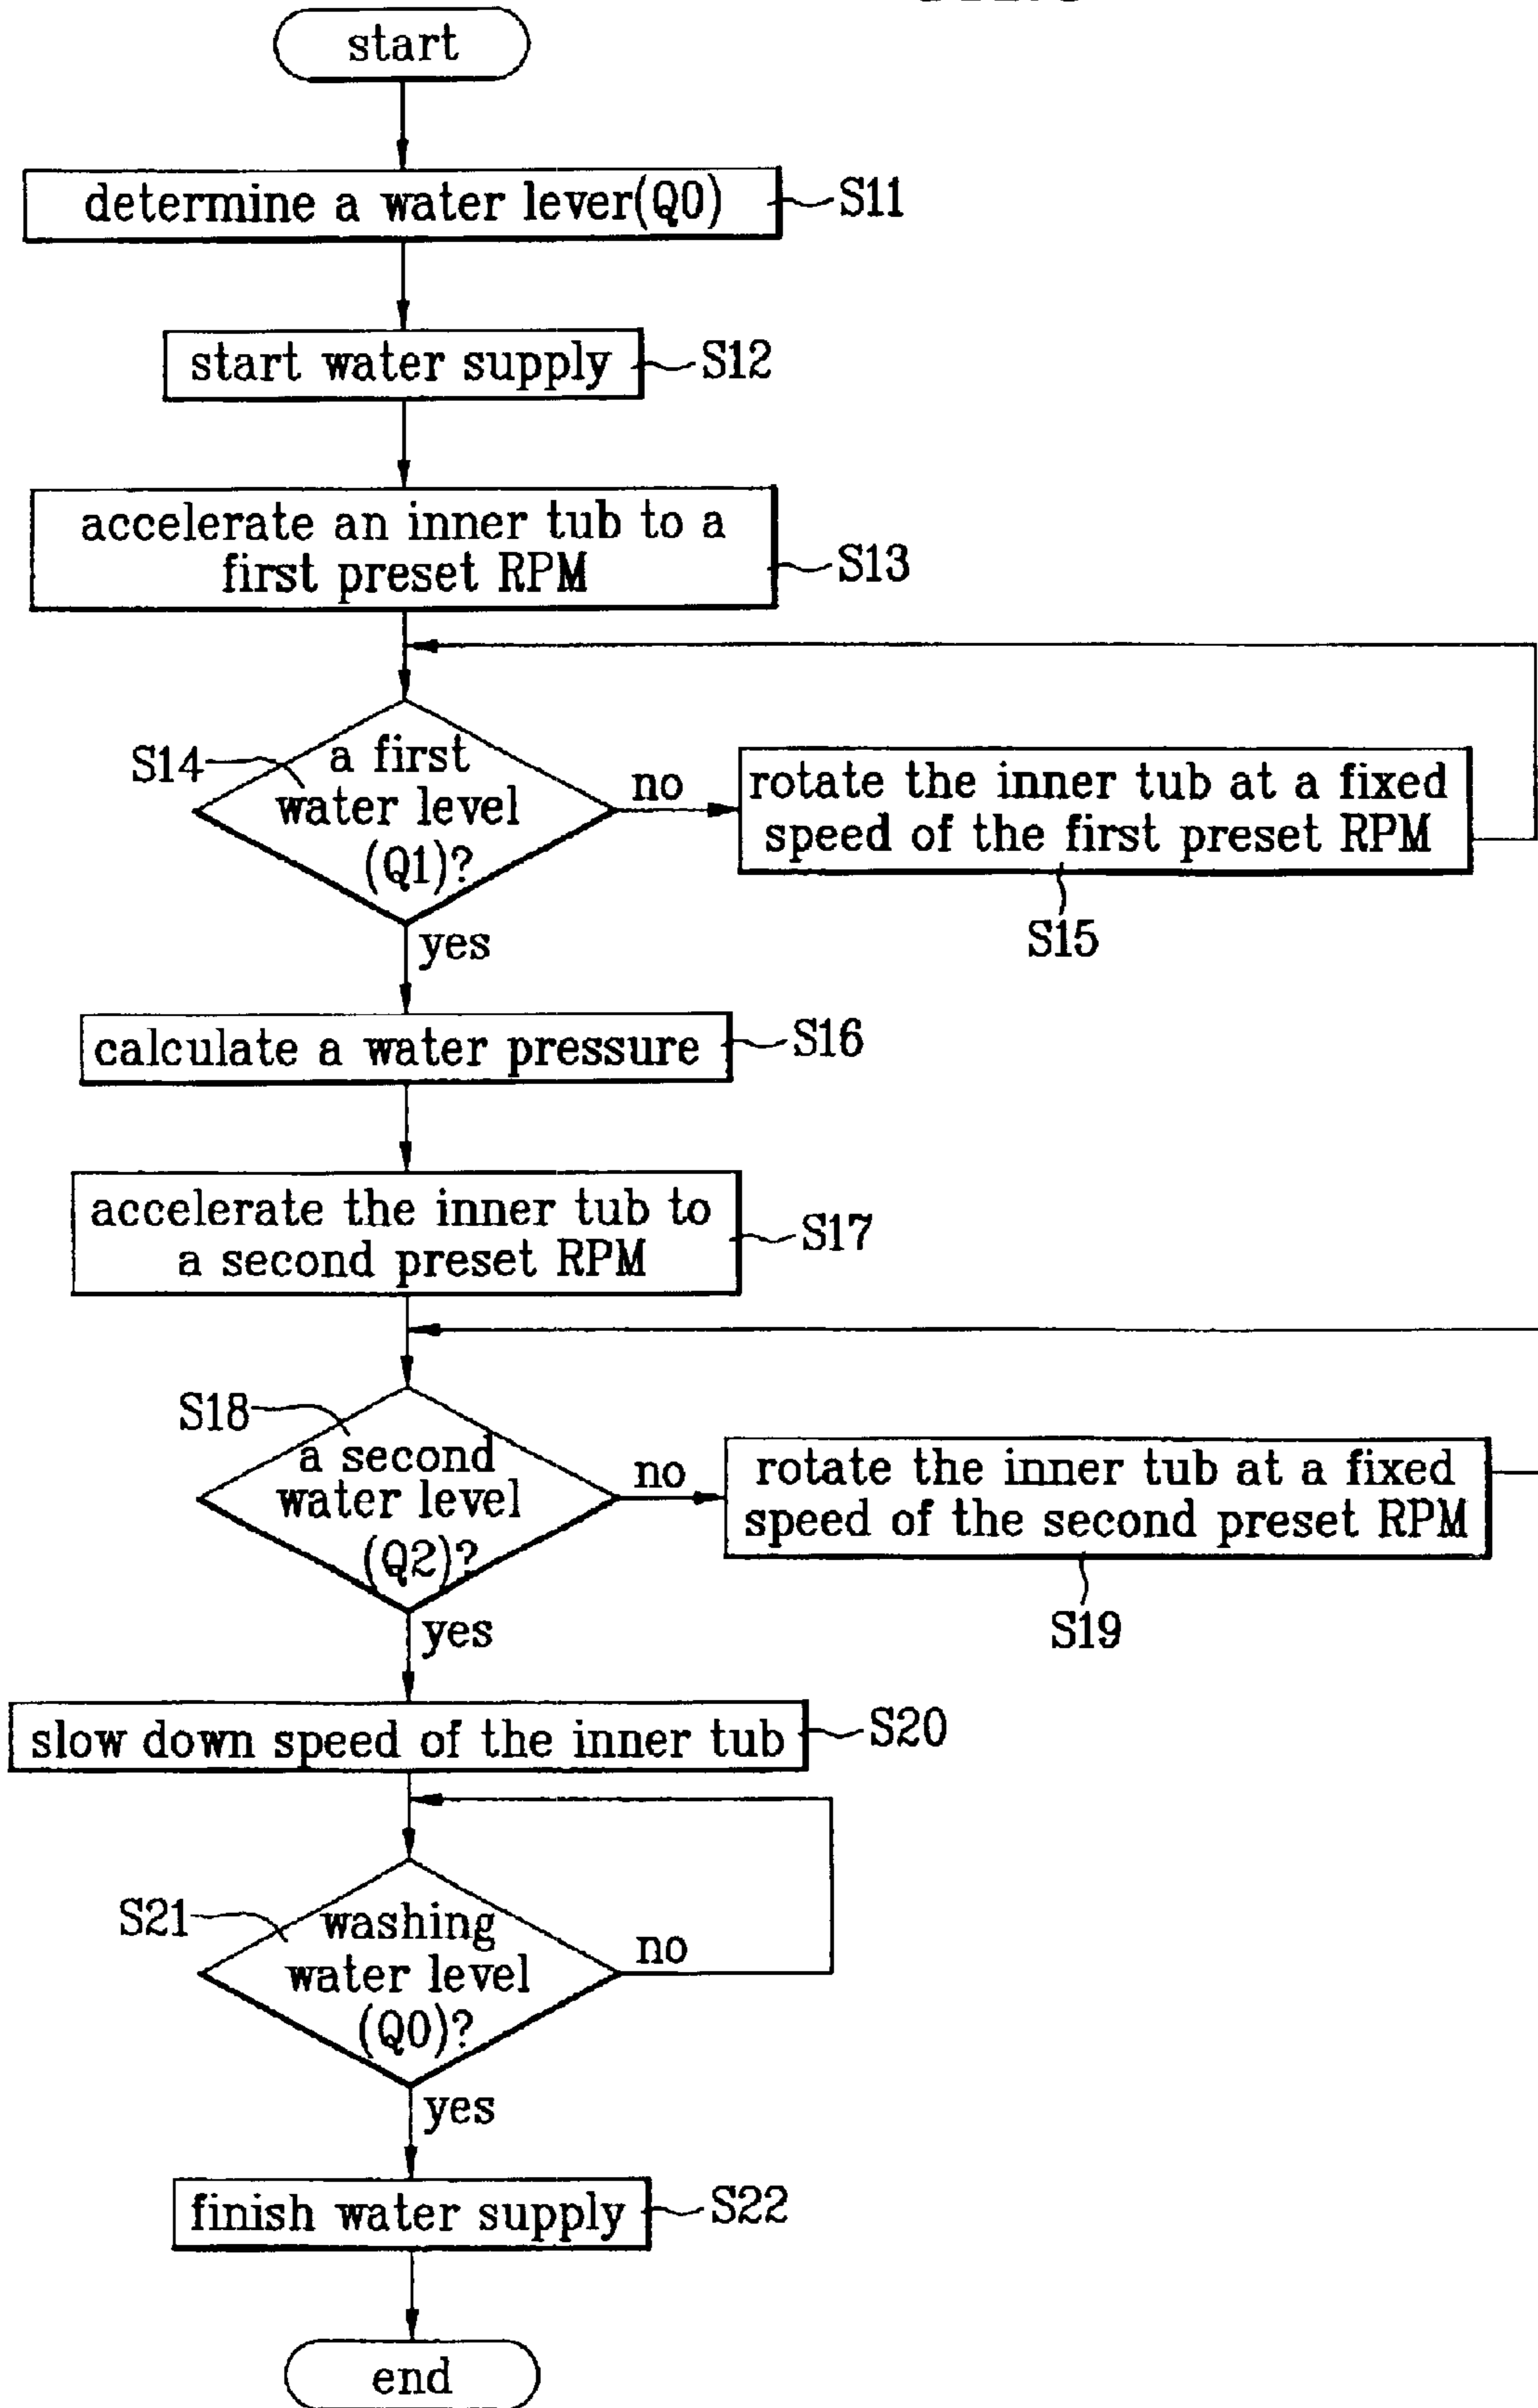 start
determine a water lever(Q0)
S11
start water supply
S12
accelerate an inner tub to a
first preset RPM
S13
S14
a first
water level
(Q1)?
no
rotate the inner tub at a fixed
speed of the first preset RPM
S15
yes
calculate a water pressure
S16
accelerate the inner tub to
a second preset RPM
S17
S18
a second
water level
(Q2)?
no
rotate the inner tub at a fixed
speed of the second preset RPM
S19
yes
slow down speed of the inner tub
S20
S21
washing
water level
(Q0)?
no
yes
finish water supply
S22
end